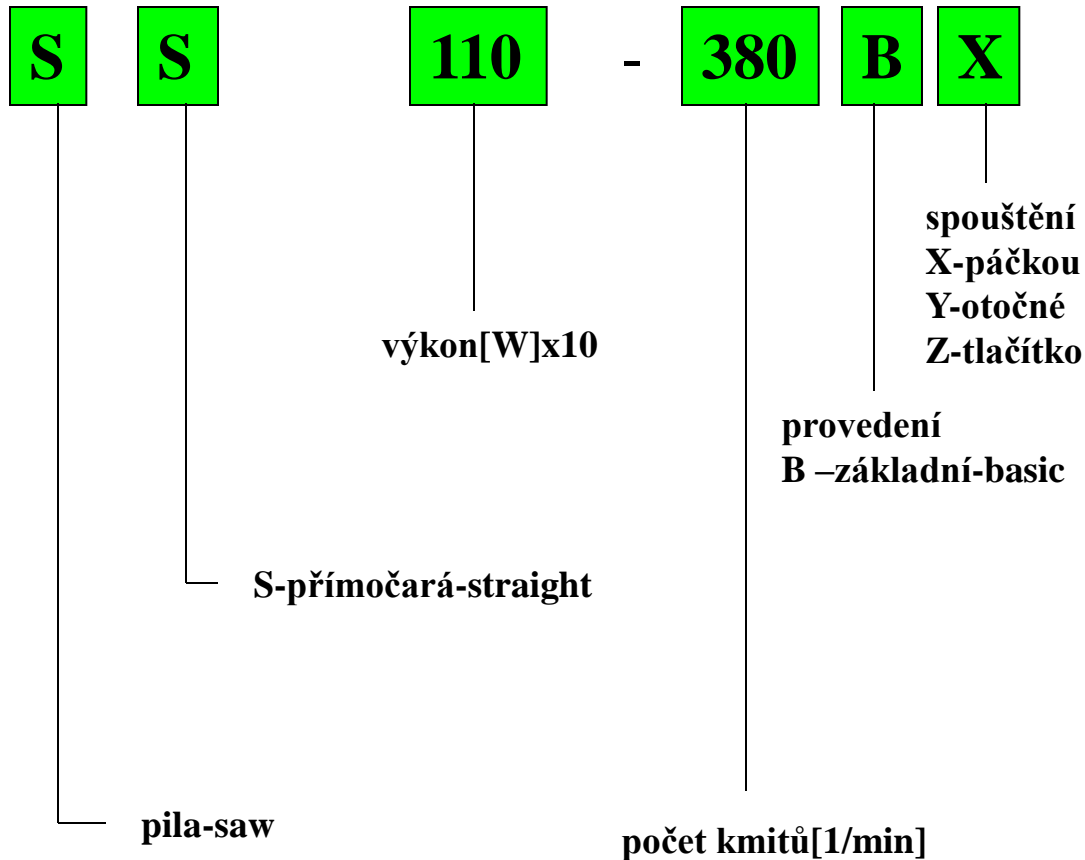 S S 110 - 380 B X
spouštění
X-páčkou
Y-otočné
Z-tlačítko
výkon[W]x10
provedení
B –základní-basic
S-přímočará-straight
pila-saw
počet kmitů[1/min]